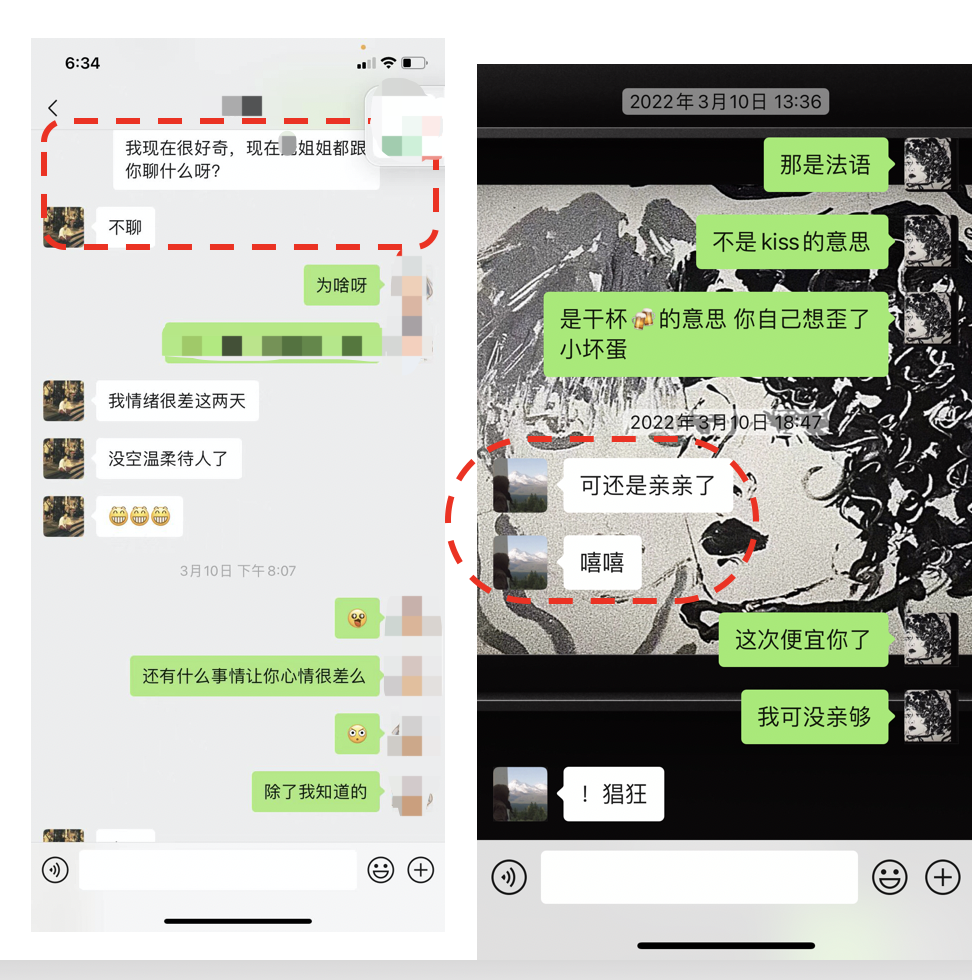 6:34
我现在很好奇，现在姐姐都跟
你聊什么呀?
不聊
为啥呀
我情绪很差这两天
没空温柔待人了
3月10日 下午8:07
还有什么事情让你心情很差么
除了我知道的
2022年3月10日 13:36
那是法语
不是kiss的意思
是干杯🍻的意思 你自己想歪了
小坏蛋
2022年3月10日 18:47
可还是亲亲了
嘻嘻
这次便宜你了
我可没亲够
！猖狂